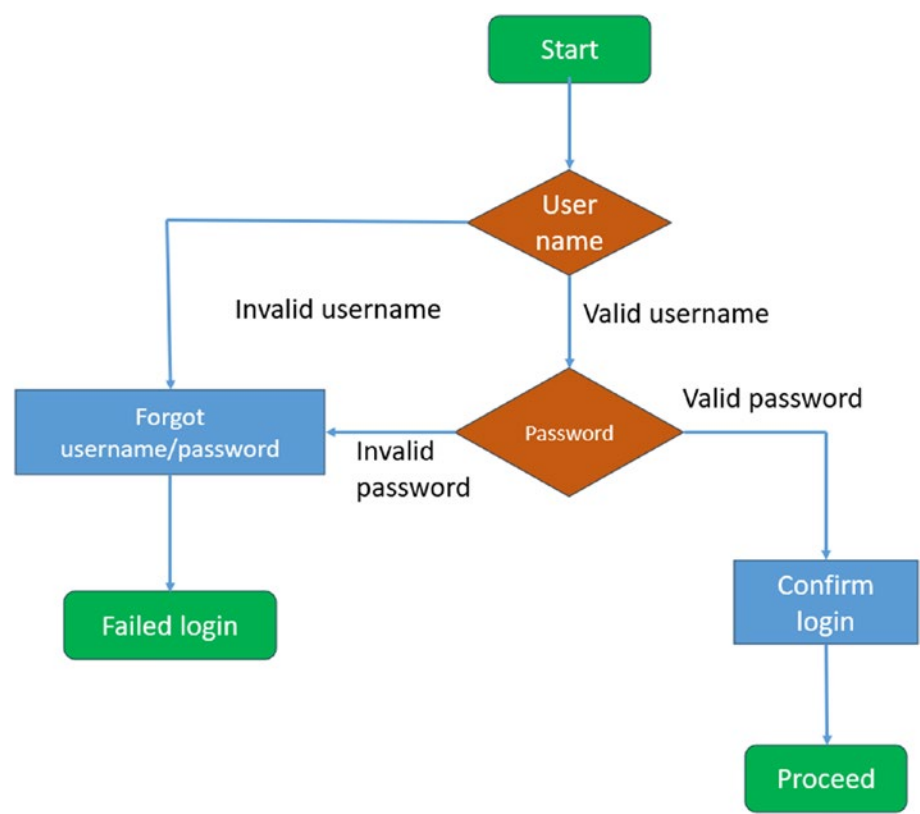 Start
User
name
Invalid username
Valid username
Valid password
Forgot
username/password
Invalid
password
Password
Confirm
login
Failed login
Proceed